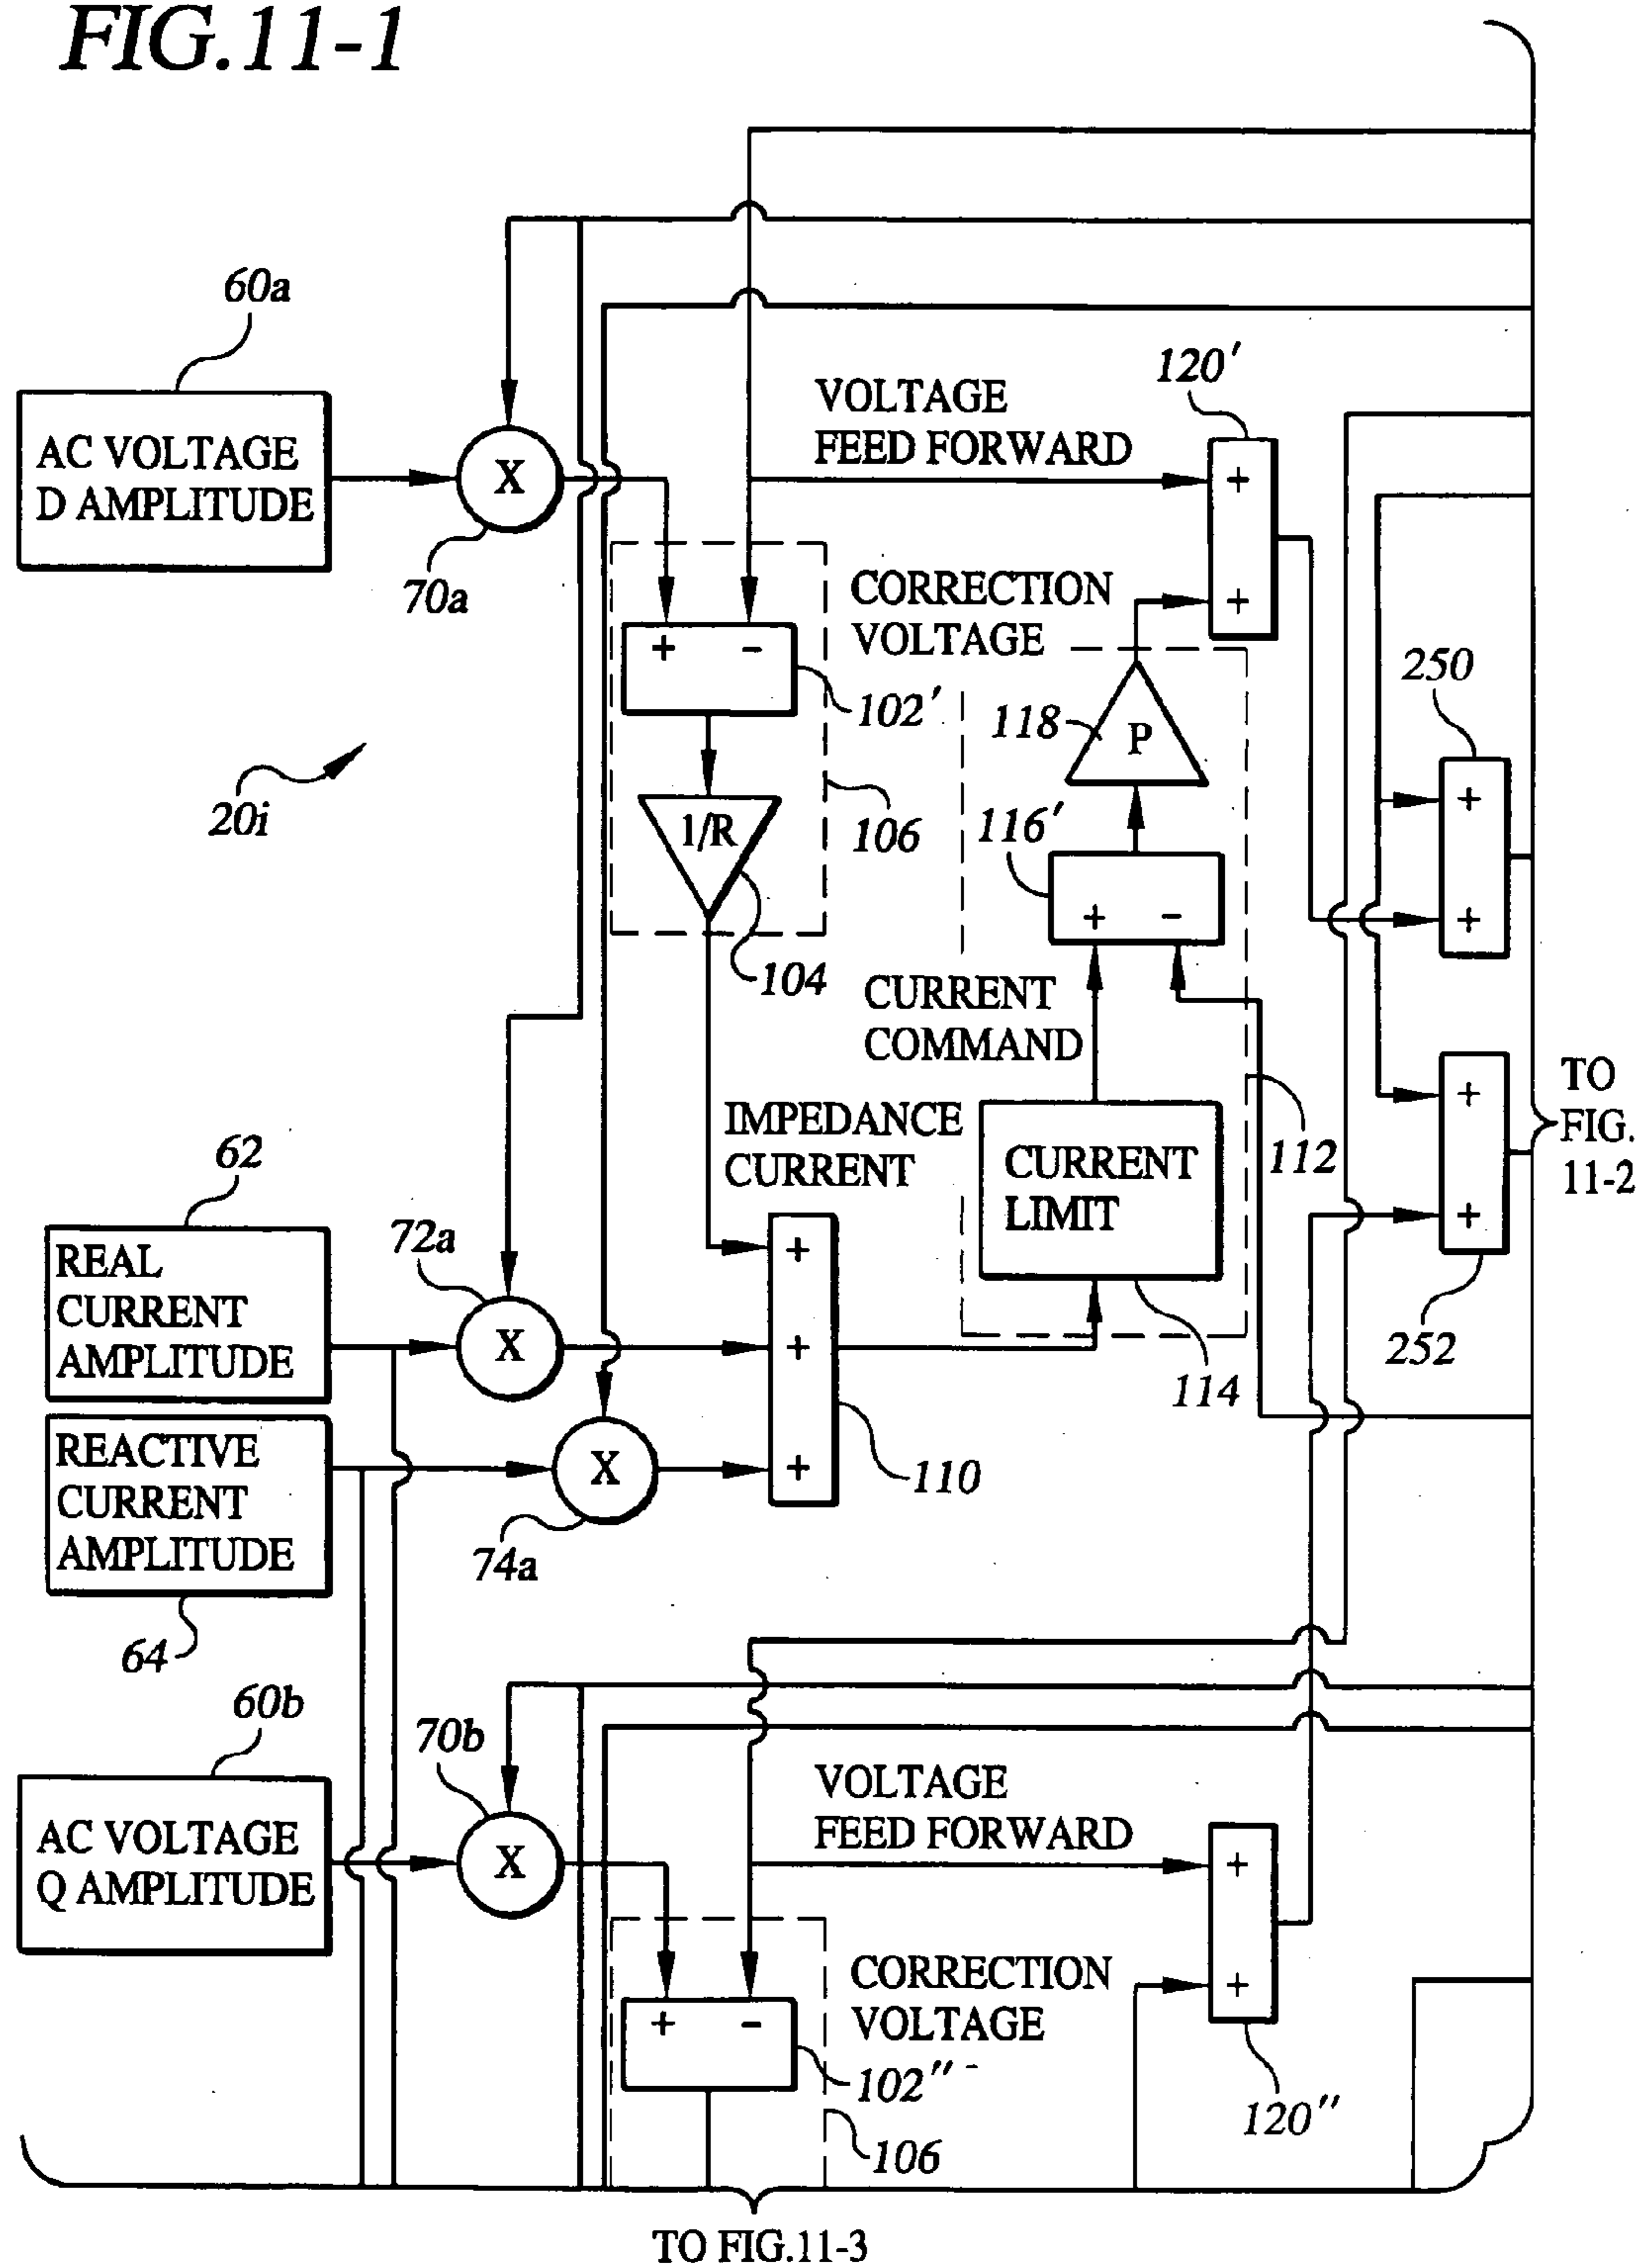 FIG.11-1
60a
AC VOLTAGE
D AMPLITUDE
X
70a
VOLTAGE
FEED FORWARD
120'
+
+
CORRECTION
VOLTAGE
+ -
102'
118
P
250
+
+
20i
1/R
106
116'
+ -
104
CURRENT
COMMAND
IMPEDANCE
CURRENT
CURRENT
LIMIT
112
+
+
TO
FIG.
11-2
62
REAL
CURRENT
AMPLITUDE
72a
X
+
+
+
114
252
REACTIVE
CURRENT
AMPLITUDE
X
110
74a
64
60b
70b
AC VOLTAGE
Q AMPLITUDE
X
VOLTAGE
FEED FORWARD
+
+
CORRECTION
VOLTAGE
+ -
102''
120''
106
TO FIG.11-3